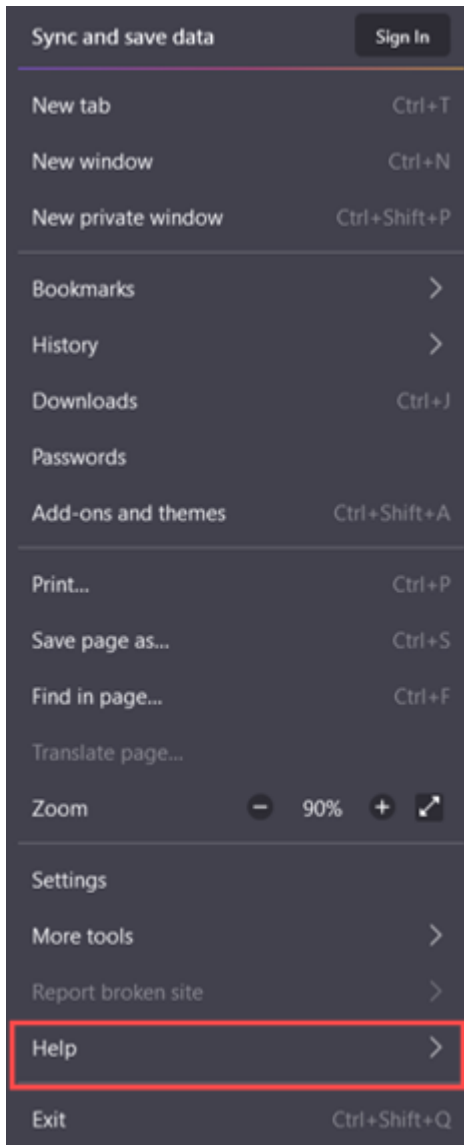 Sync and save data Sign In
New tab Ctrl+T
New window Ctrl+N
New private window Ctrl+Shift+P
Bookmarks
History
Downloads Ctrl+J
Passwords
Add-ons and themes Ctrl+Shift+A
Print... Ctrl+P
Save page as... Ctrl+S
Find in page... Ctrl+F
Translate page...
Zoom 90%
Settings
More tools
Report broken site
Help
Exit Ctrl+Shift+Q